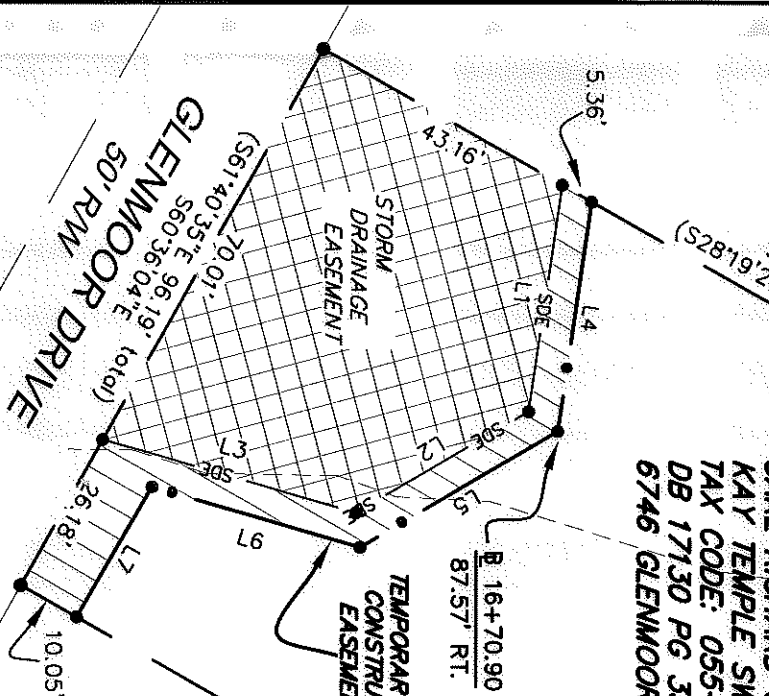 5.36'
43.16'
(S28°19'2
STORM
DRAINAGE
EASEMENT
L1
SDE
L4
L2
SDE
L5
L3
SDE
SDE
L6
L7
70.01'
(S61°40'35"E 96.19' total)
S60°36'04"E
GLENMOOR DRIVE
50' R/W
26.18'
10.05'
16+70.90
87.57' RT.
KAY TEMPLE SW
TAX CODE: 055
DB 17130 PG 3
6746 GLENMOOR
TEMPORAR
CONSTRU
EASEME